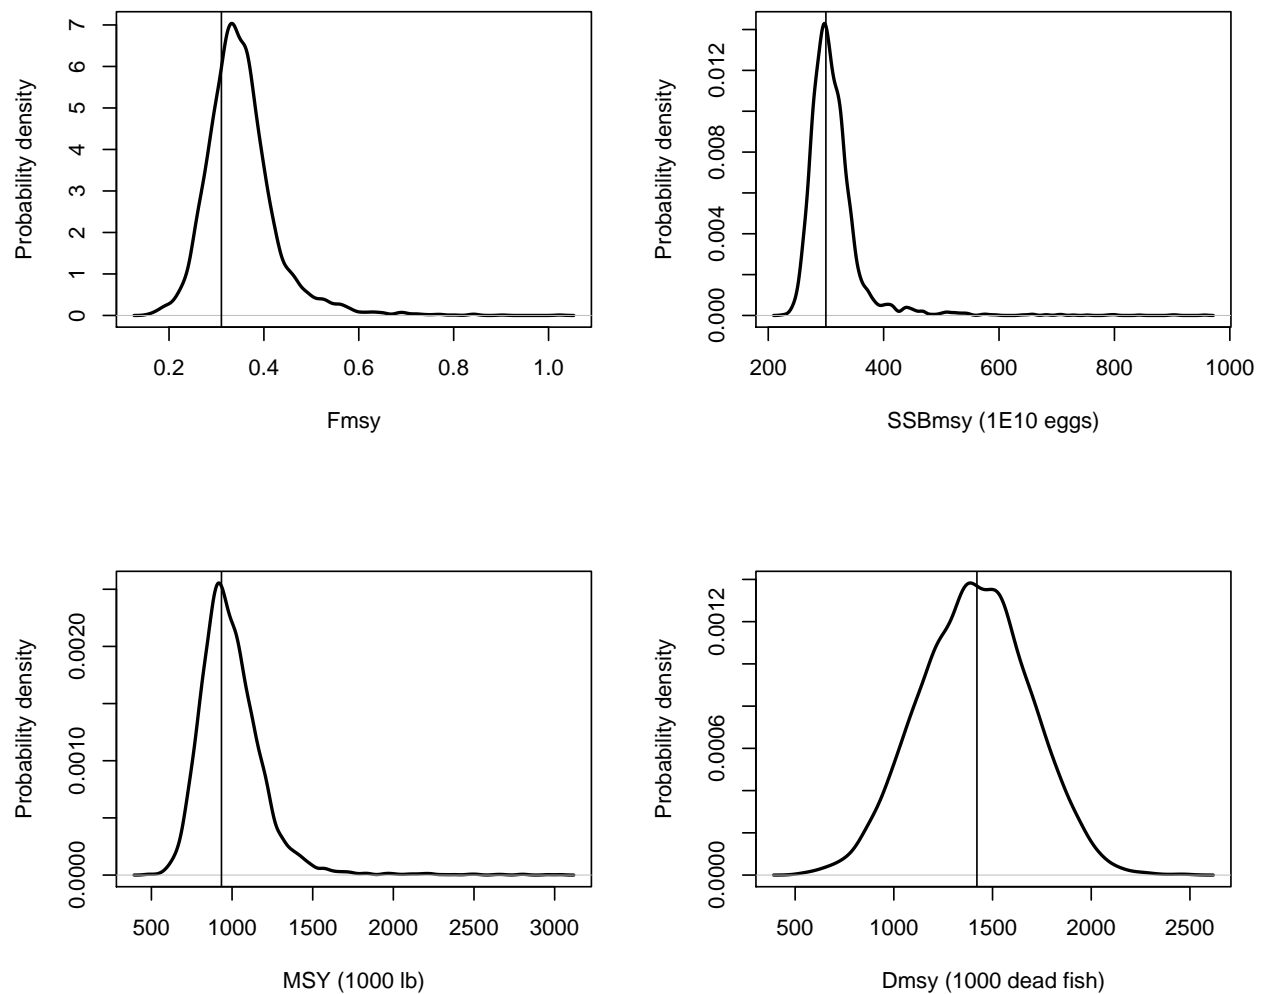 Probability density
0 1 2 3 4 5 6 7
0.2 0.4 0.6 0.8 1.0
Fmsy
Probability density
0.000 0.004 0.008 0.012
200 400 600 800 1000
SSBmsy (1E10 eggs)
Probability density
0.0000 0.0010 0.0020
500 1000 1500 2000 2500 3000
MSY (1000 lb)
Probability density
0.0000 0.0006 0.0012
500 1000 1500 2000 2500
Dmsy (1000 dead fish)